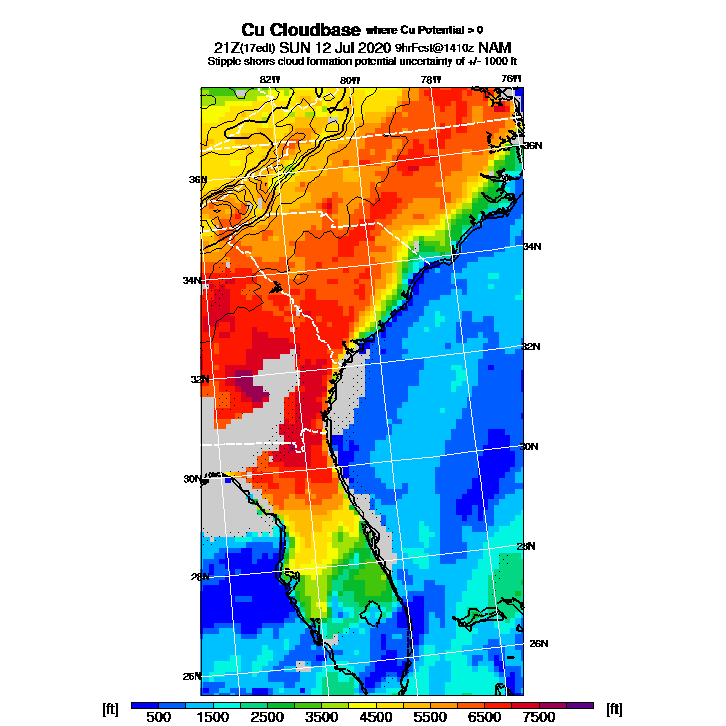 Cu Cloudbase where Cu Potential > 0
21Z(17edt) SUN 12 Jul 2020 9hrFcst@1410z NAM
Stipple shows cloud formation potential uncertainty of +/- 1000 ft
82W 80W 78W 76W
36N
36N
34N
34N
32N
32N
30N
30N
28N
28N
26N
26N
[ft] 500 1500 2500 3500 4500 5500 6500 7500 [ft]